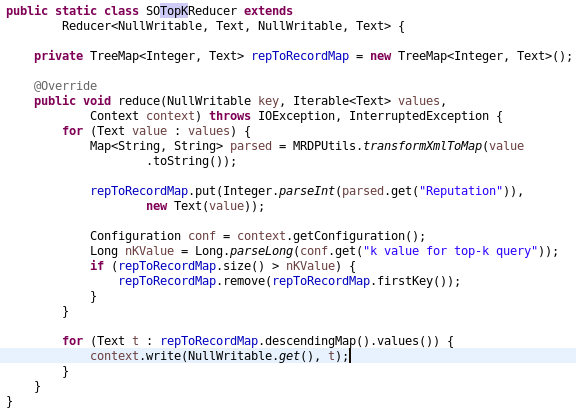 public static class SOTopKReducer extends
Reducer<NullWritable, Text, NullWritable, Text> {
private TreeMap<Integer, Text> repToRecordMap = new TreeMap<Integer, Text>();
@Override
public void reduce(NullWritable key, Iterable<Text> values,
Context context) throws IOException, InterruptedException {
for (Text value : values) {
Map<String, String> parsed = MRDPUtils.transformXmlToMap(value
.toString());
repToRecordMap.put(Integer.parseInt(parsed.get("Reputation")),
new Text(value));
Configuration conf = context.getConfiguration();
Long nKValue = Long.parseLong(conf.get("k value for top-k query"));
if (repToRecordMap.size() > nKValue) {
repToRecordMap.remove(repToRecordMap.firstKey());
}
}
for (Text t : repToRecordMap.descendingMap().values()) {
context.write(NullWritable.get(), t);
}
}
}